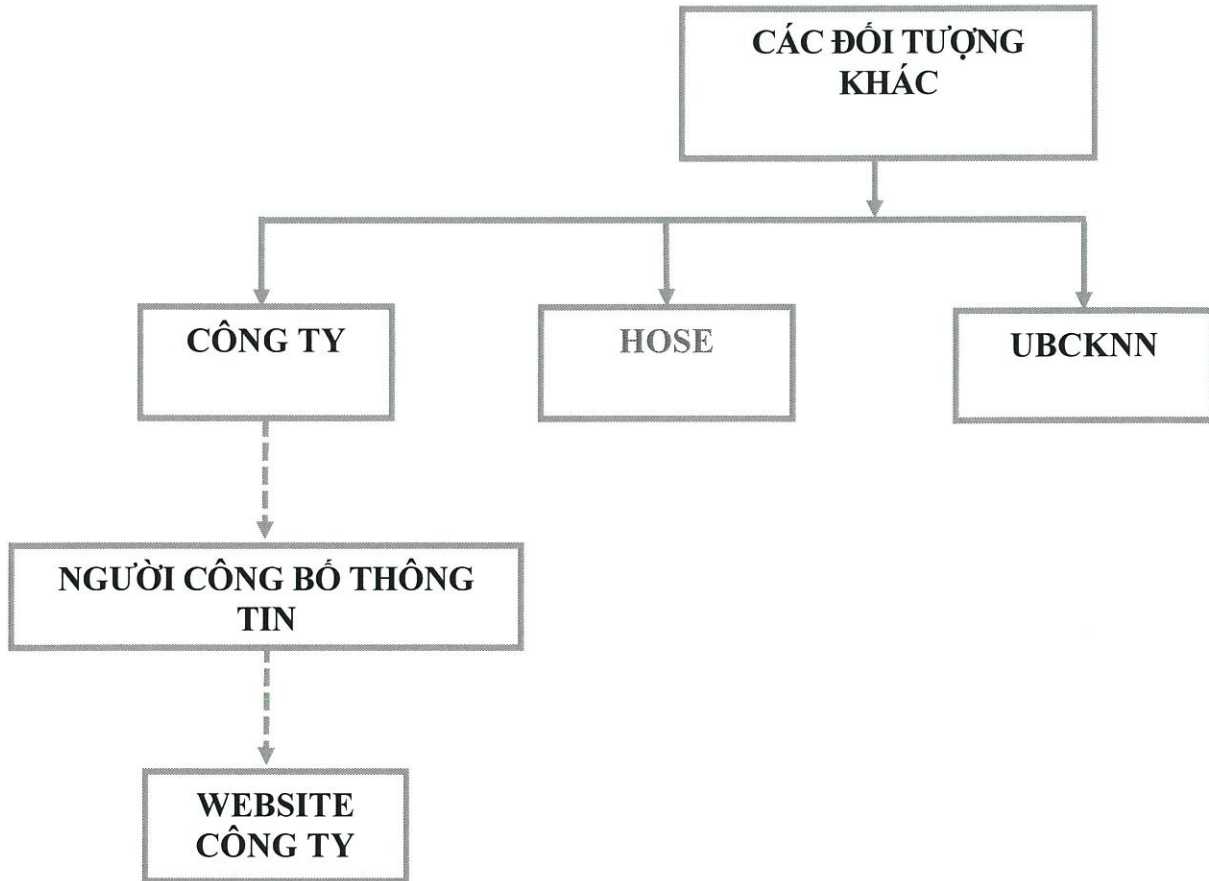 CÁC ĐỐI TƯỢNG
KHÁC
CÔNG TY
HOSE
UBCKNN
NGƯỜI CÔNG BỐ THÔNG
TIN
WEBSITE
CÔNG TY